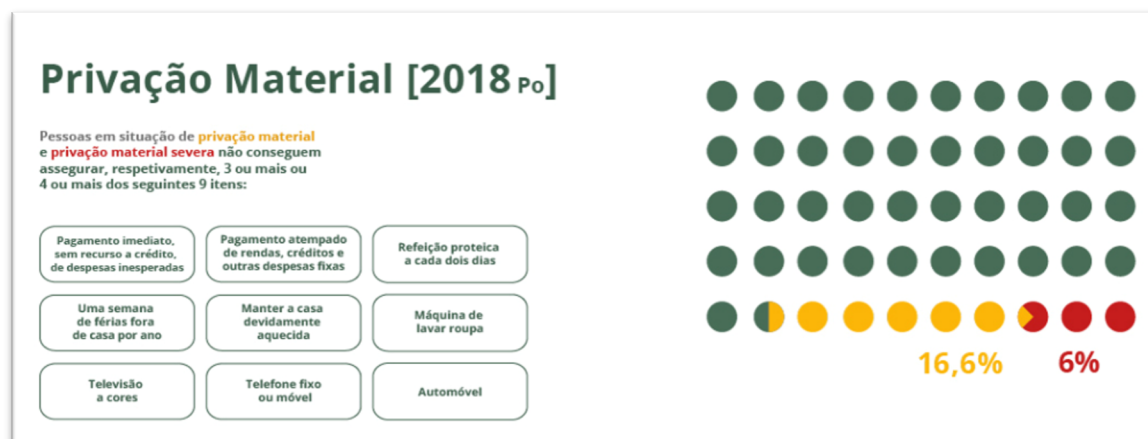 Privação Material [2018 Po]
Pessoas em situação de privação material
e privação material severa não conseguem
assegurar, respetivamente, 3 ou mais ou
4 ou mais dos seguintes 9 itens:
Pagamento imediato,
sem recurso a crédito,
de despesas inesperadas
Pagamento atempado
de rendas, créditos e
outras despesas fixas
Refeição proteica
a cada dois dias
Uma semana
de férias fora
de casa por ano
Manter a casa
devidamente
aquecida
Máquina de
lavar roupa
Televisão
a cores
Telefone fixo
ou móvel
Automóvel
16,6%
6%